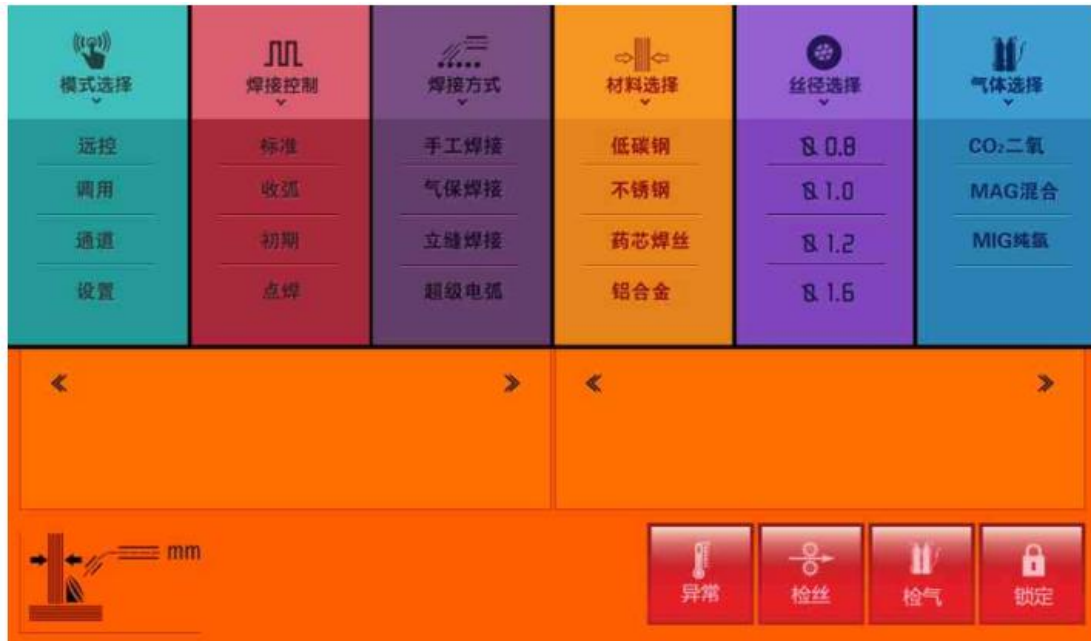 模式选择 焊接控制 焊接方式 材料选择 丝径选择 气体选择
远控 标准 手工焊接 低碳钢 0.8 CO₂二氧
调用 收弧 气保焊接 不锈钢 1.0 MAG混合
通道 初期 立缝焊接 药芯焊丝 1.2 MIG纯氩
设置 点焊 超级电弧 铝合金 1.6
mm
异常 检丝 检气 锁定